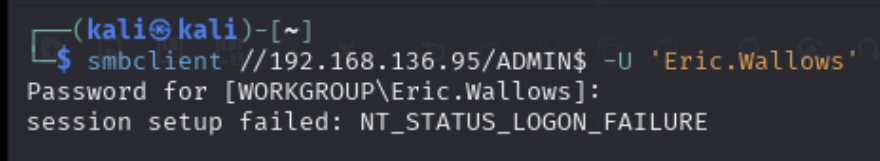 ┌──(kali㉿kali)-[~]
└─$ smbclient //192.168.136.95/ADMIN$ -U 'Eric.Wallows'
Password for [WORKGROUP\Eric.Wallows]:
session setup failed: NT_STATUS_LOGON_FAILURE